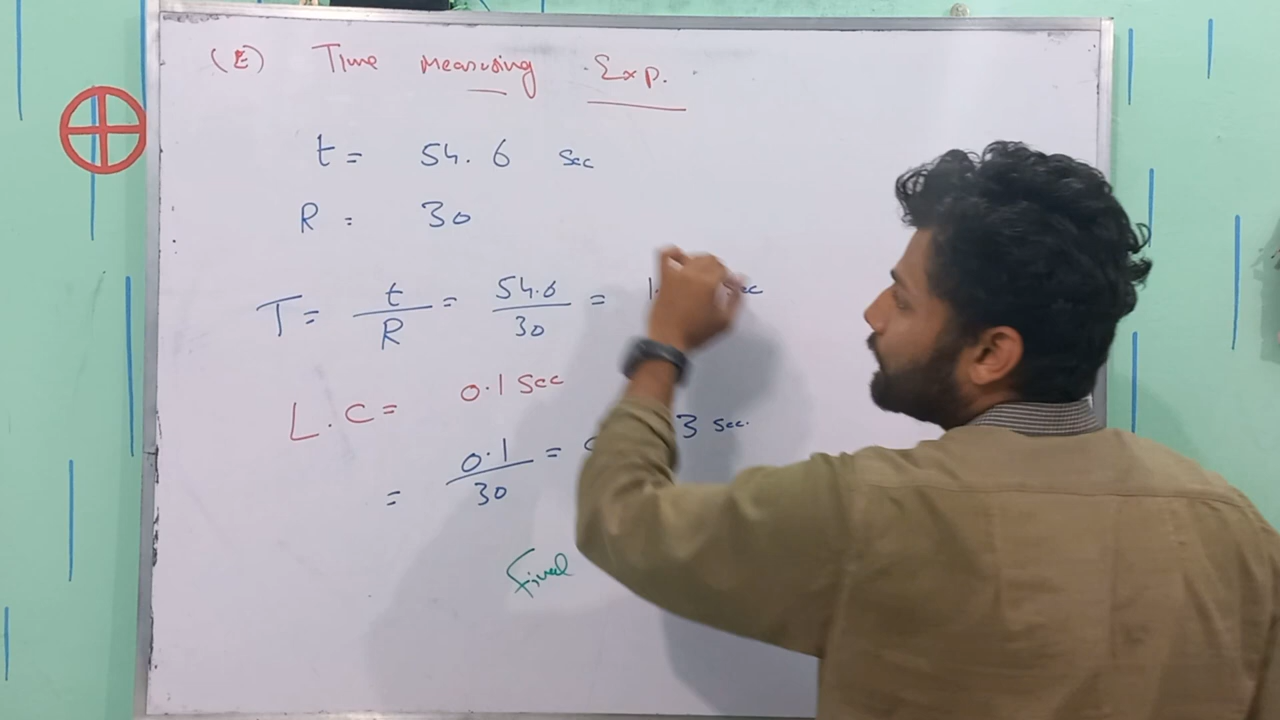 (E) Time Measuring Exp.
t = 54.6 sec
R = 30
T = t/R = 54.6/30 = 1. sec
L.C = 0.1 sec
= 0.1/30 = 3 sec.
Final